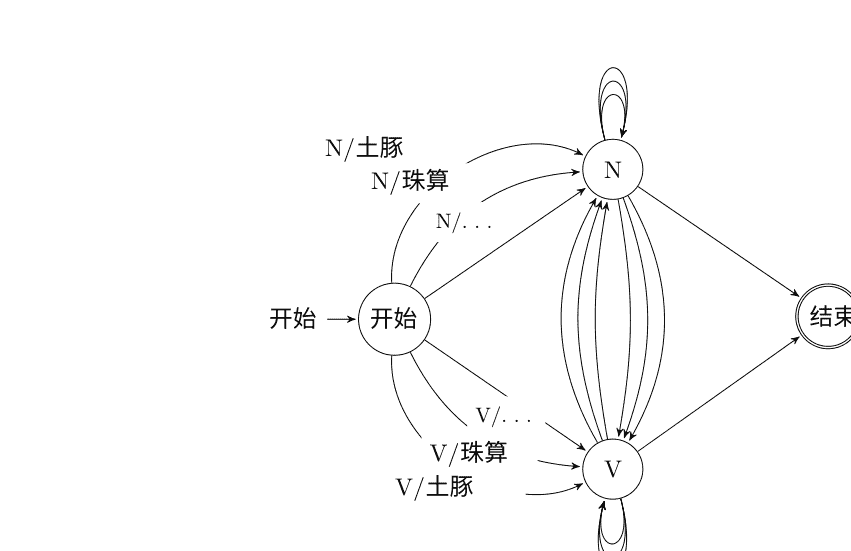 N/土豚
N/珠算
N
N/. . .
开始
开始
结束
V/. . .
V/珠算
V
V/土豚